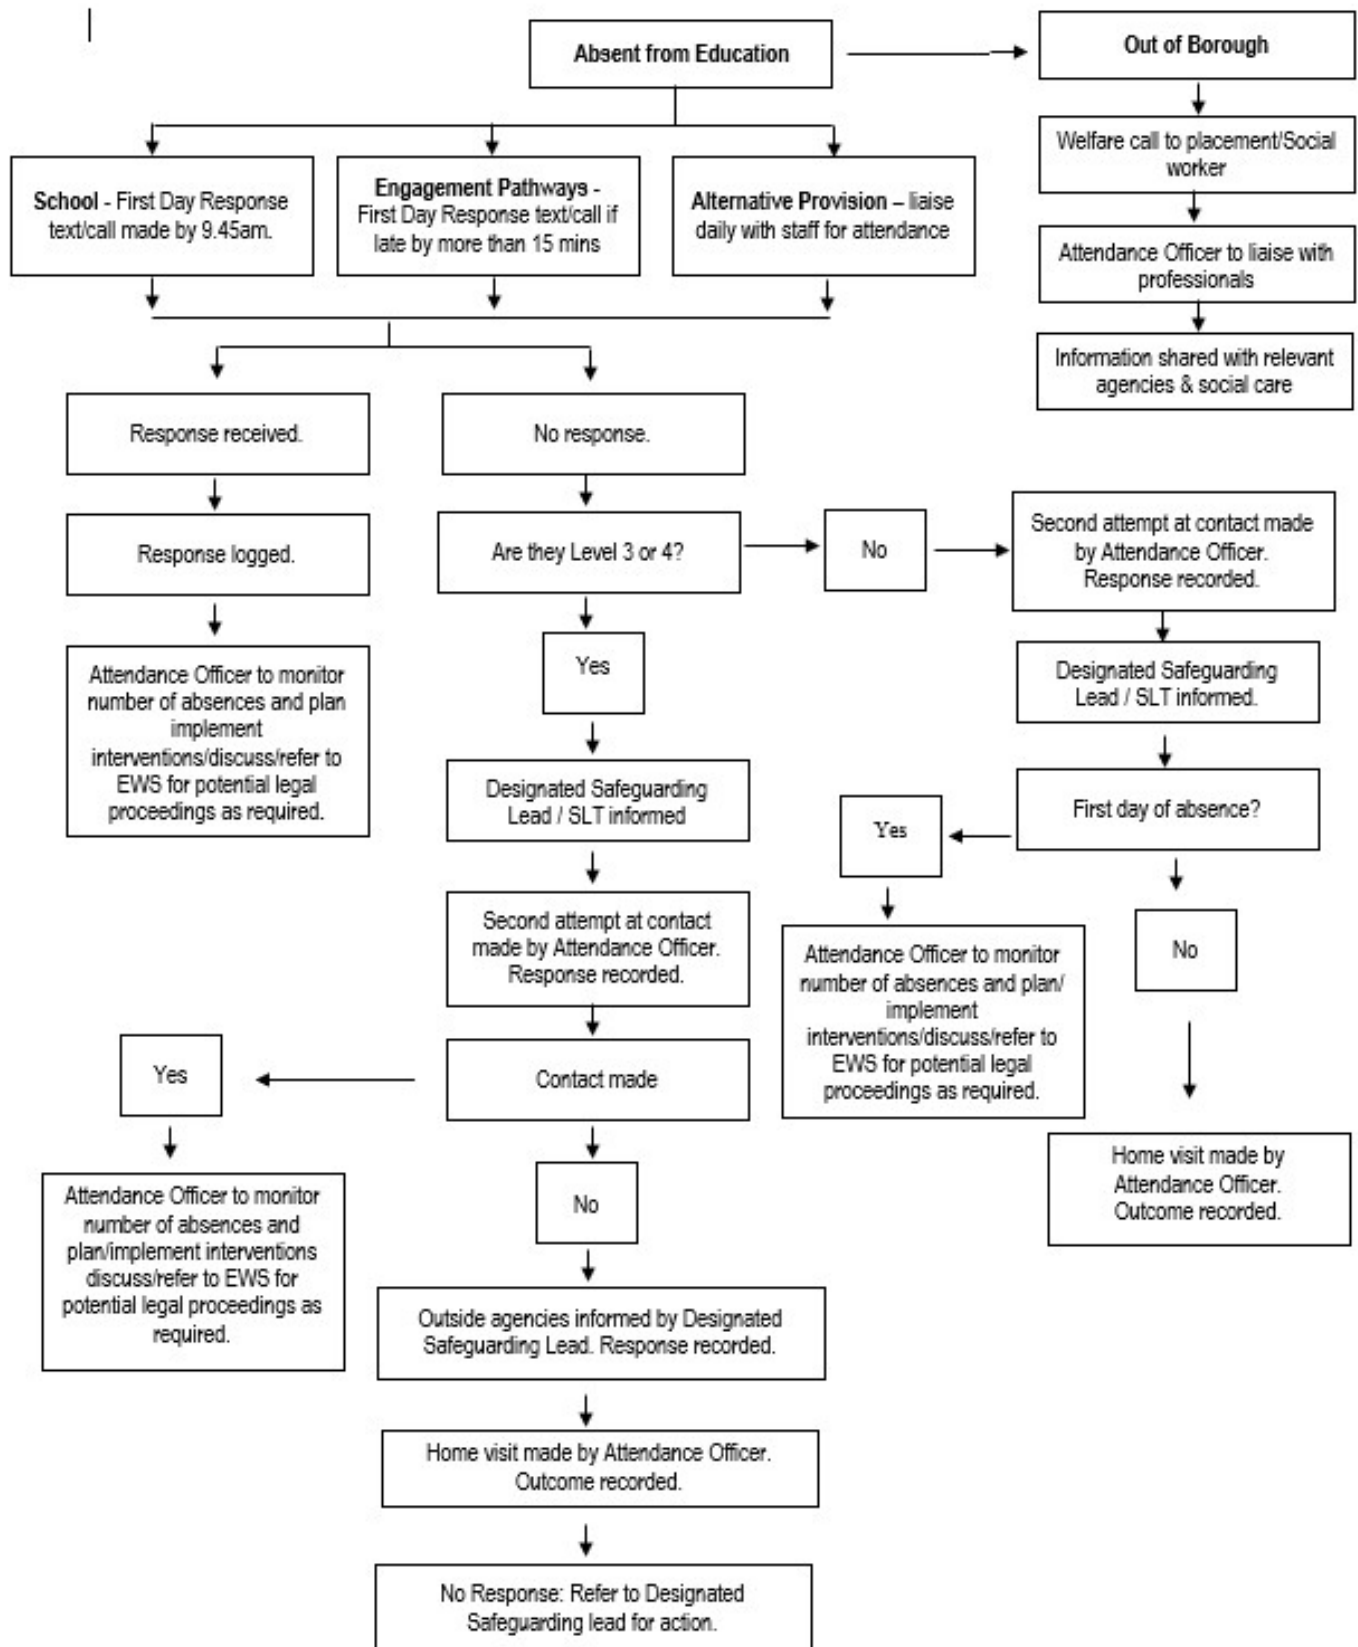 Absent from Education
Out of Borough
Welfare call to placement/Social
worker
Attendance Officer to liaise with
professionals
Information shared with relevant
agencies & social care
School - First Day Response
text/call made by 9.45am.
Engagement Pathways -
First Day Response text/call if
late by more than 15 mins
Alternative Provision – liaise
daily with staff for attendance
Response received.
Response logged.
Attendance Officer to monitor
number of absences and plan
implement
interventions/discuss/refer to
EWS for potential legal
proceedings as required.
No response.
Are they Level 3 or 4?
No
Second attempt at contact made
by Attendance Officer.
Response recorded.
Designated Safeguarding
Lead / SLT informed.
First day of absence?
Yes
Attendance Officer to monitor
number of absences and plan/
implement
interventions/discuss/refer to
EWS for potential legal
proceedings as required.
No
Home visit made by
Attendance Officer.
Outcome recorded.
Yes
Designated Safeguarding
Lead / SLT informed
Second attempt at contact
made by Attendance Officer.
Response recorded.
Contact made
Yes
Attendance Officer to monitor
number of absences and
plan/implement interventions
discuss/refer to EWS for
potential legal proceedings as
required.
No
Outside agencies informed by Designated
Safeguarding Lead. Response recorded.
Home visit made by Attendance Officer.
Outcome recorded.
No Response: Refer to Designated
Safeguarding lead for action.